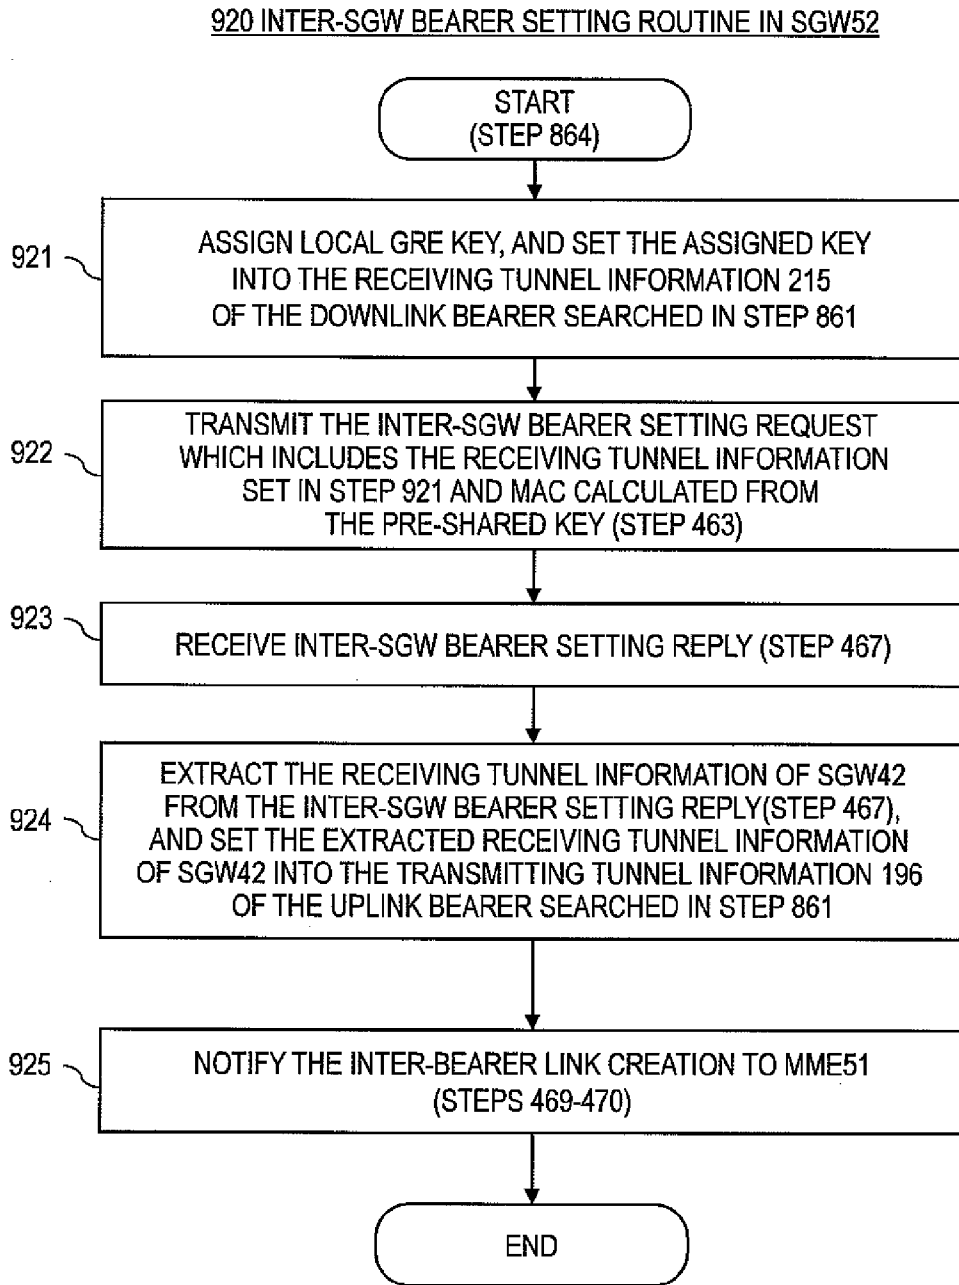 920 INTER-SGW BEARER SETTING ROUTINE IN SGW52
START
(STEP 864)
921
ASSIGN LOCAL GRE KEY, AND SET THE ASSIGNED KEY
INTO THE RECEIVING TUNNEL INFORMATION 215
OF THE DOWNLINK BEARER SEARCHED IN STEP 861
922
TRANSMIT THE INTER-SGW BEARER SETTING REQUEST
WHICH INCLUDES THE RECEIVING TUNNEL INFORMATION
SET IN STEP 921 AND MAC CALCULATED FROM
THE PRE-SHARED KEY (STEP 463)
923
RECEIVE INTER-SGW BEARER SETTING REPLY (STEP 467)
924
EXTRACT THE RECEIVING TUNNEL INFORMATION OF SGW42
FROM THE INTER-SGW BEARER SETTING REPLY(STEP 467),
AND SET THE EXTRACTED RECEIVING TUNNEL INFORMATION
OF SGW42 INTO THE TRANSMITTING TUNNEL INFORMATION 196
OF THE UPLINK BEARER SEARCHED IN STEP 861
925
NOTIFY THE INTER-BEARER LINK CREATION TO MME51
(STEPS 469-470)
END